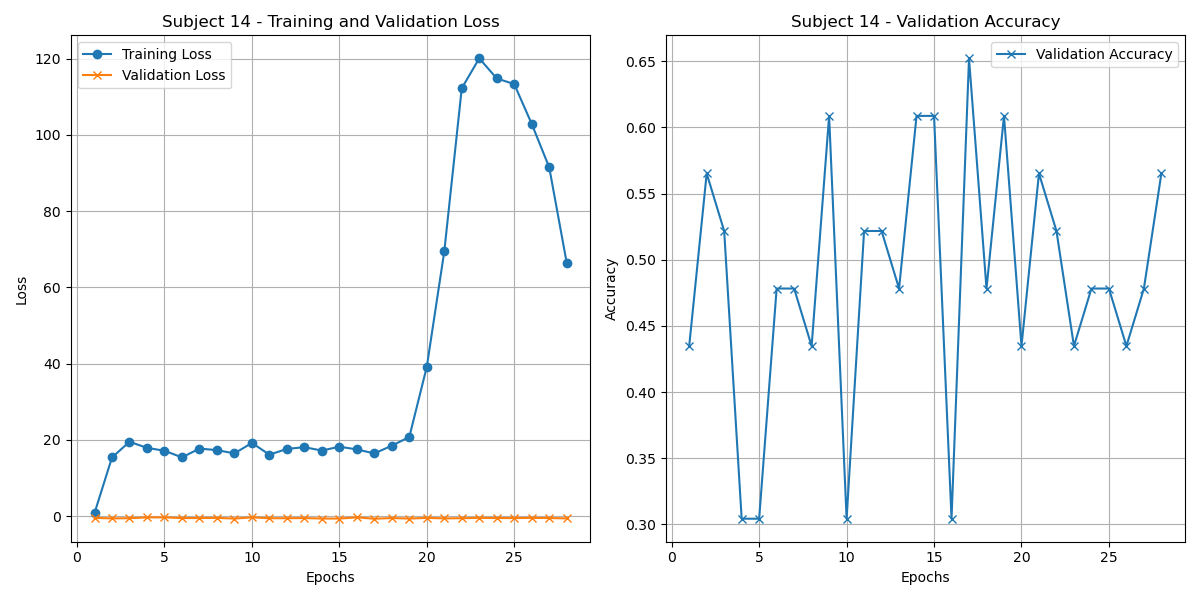 Subject 14 - Training and Validation Loss
Training Loss
Validation Loss
120
100
80
60
40
20
0
Loss
0 5 10 15 20 25
Epochs
Subject 14 - Validation Accuracy
Validation Accuracy
0.65
0.60
0.55
0.50
0.45
0.40
0.35
0.30
Accuracy
0 5 10 15 20 25
Epochs